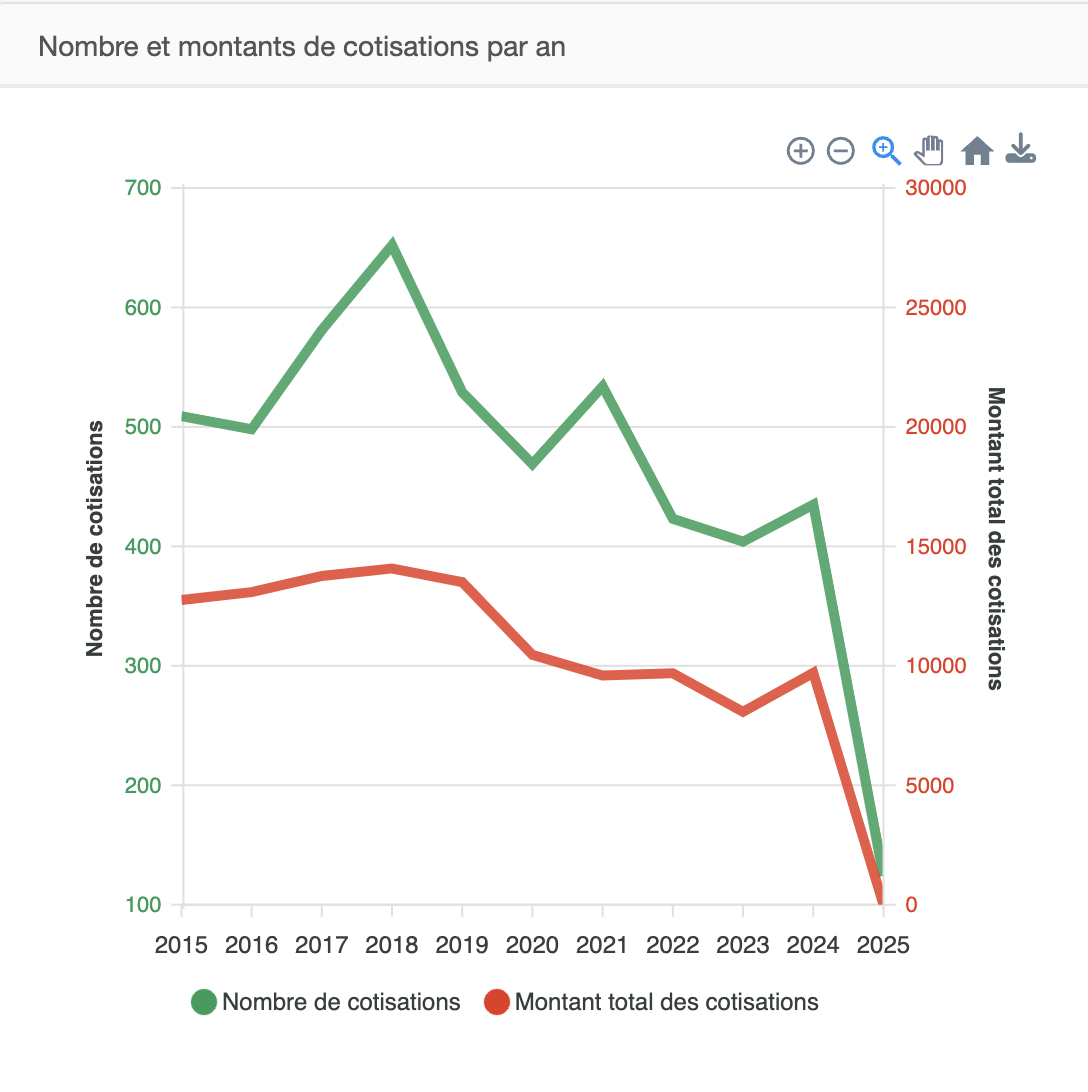 Nombre et montants de cotisations par an
700
600
500
400
300
200
100
Nombre de cotisations
30000
25000
20000
15000
10000
5000
0
Montant total des cotisations
2015 2016 2017 2018 2019 2020 2021 2022 2023 2024 2025
Nombre de cotisations Montant total des cotisations